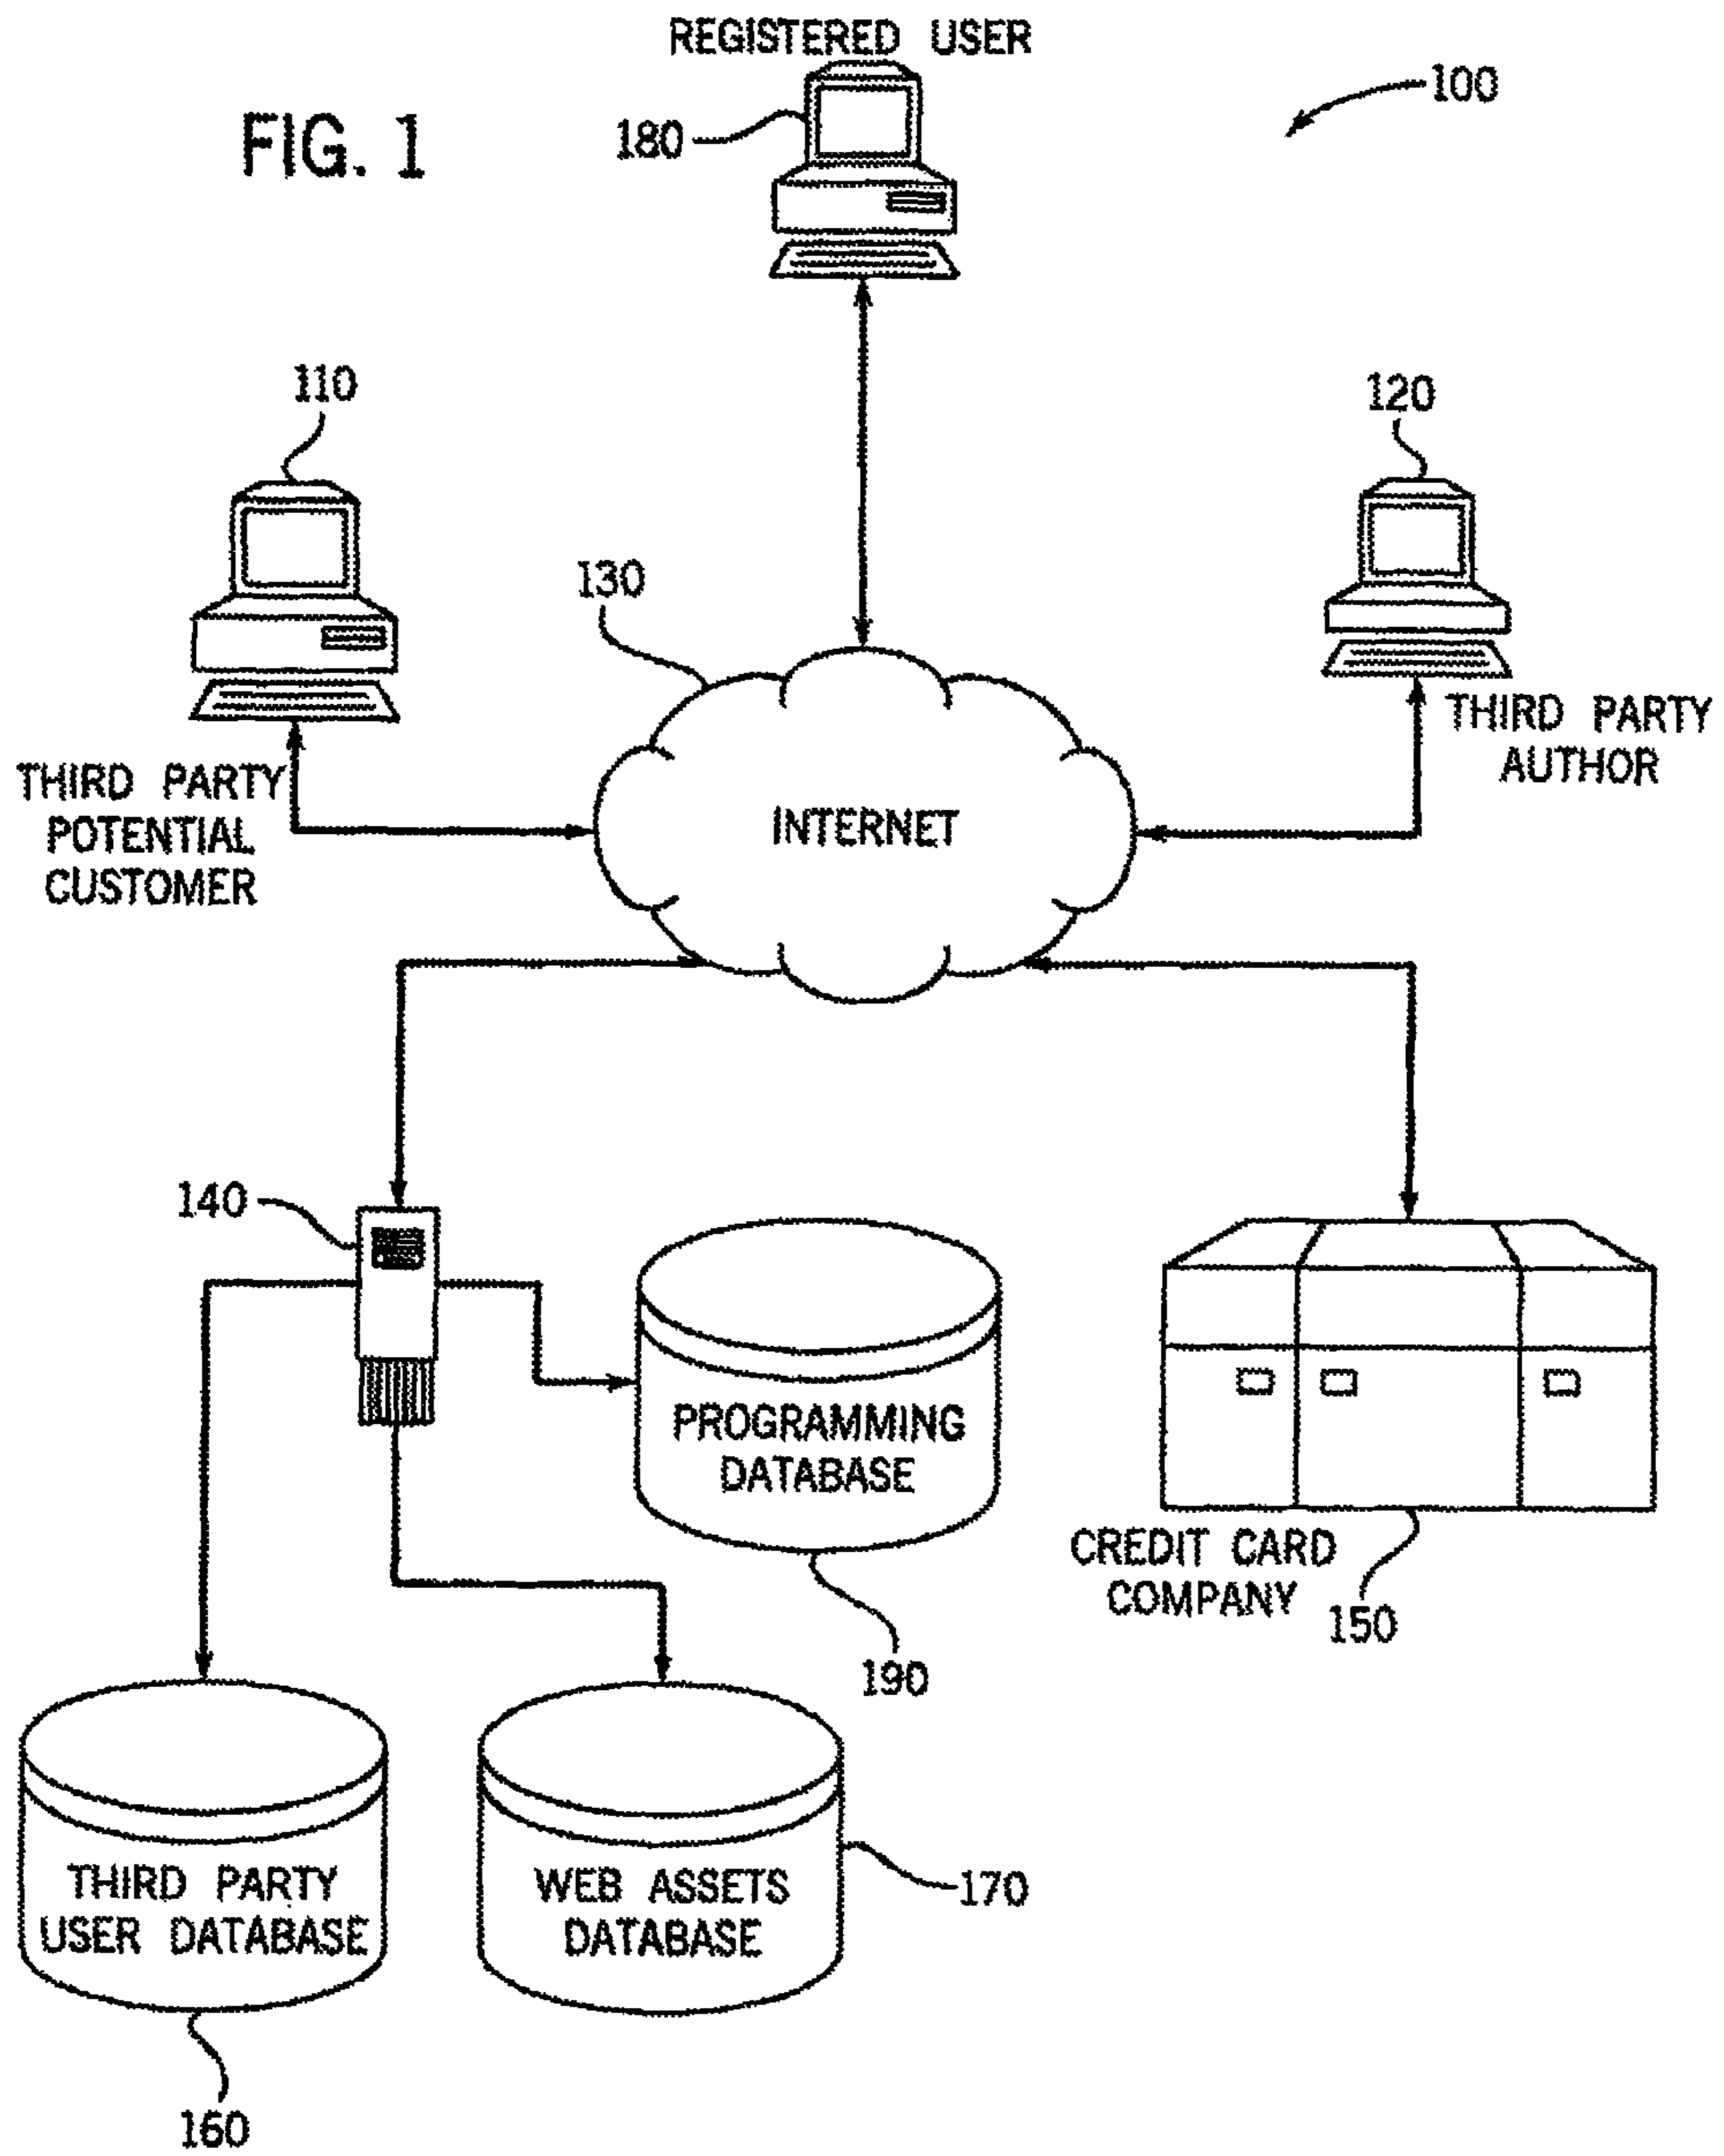 REGISTERED USER
100
FIG. 1
180
110
120
130
THIRD PARTY
AUTHOR
THIRD PARTY
POTENTIAL
CUSTOMER
INTERNET
140
PROGRAMMING
DATABASE
CREDIT CARD
COMPANY
150
190
THIRD PARTY
USER DATABASE
WEB ASSETS
DATABASE
170
160